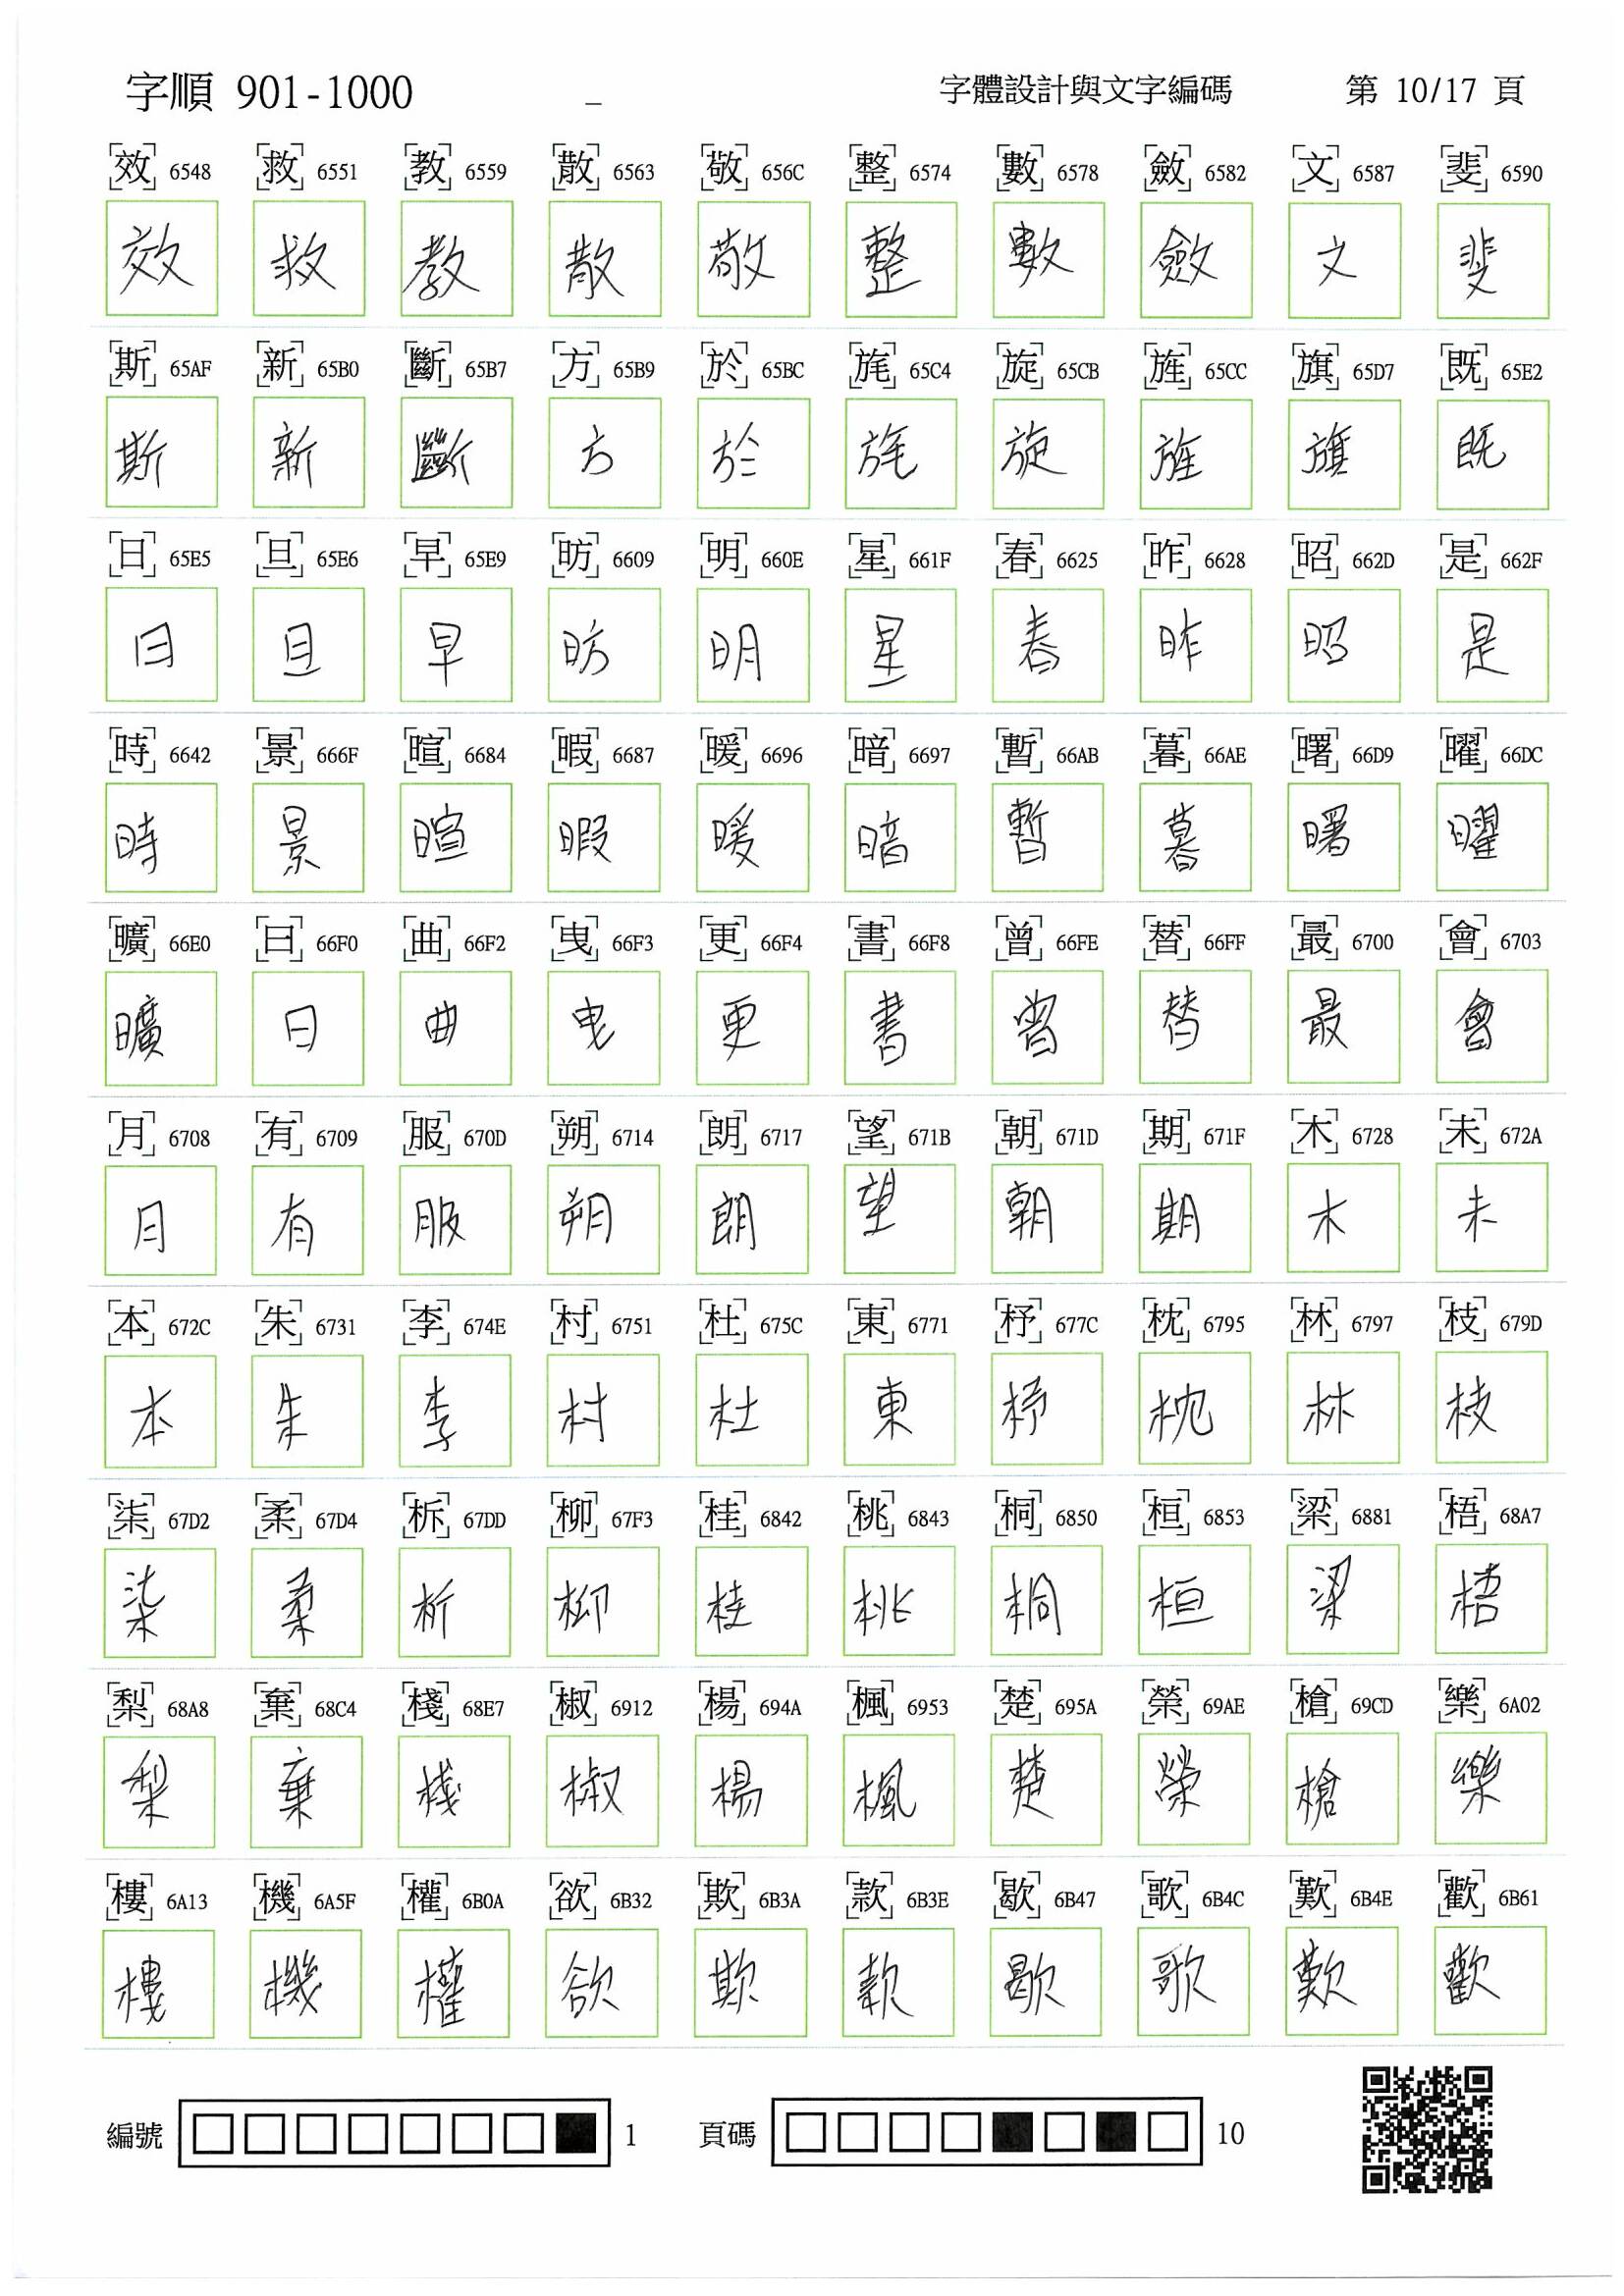 字順 901-1000 _ 字體設計與文字編碼 第 10/17 頁
效 6548 救 6551 教 6559 散 6563 敬 656C 整 6574 數 6578 斂 6582 文 6587 斐 6590
效 救 教 散 敬 整 數 斂 文 斐
斯 65AF 新 65B0 斷 65B7 方 65B9 於 65BC 旄 65C4 旋 65CB 旌 65CC 旗 65D7 既 65E2
斯 新 斷 方 於 旄 旋 旌 旗 既
日 65E5 旦 65E6 早 65E9 昉 6609 明 660E 星 661F 春 6625 昨 6628 昭 662D 是 662F
日 旦 早 昉 明 星 春 昨 昭 是
時 6642 景 666F 暄 6684 暇 6687 暖 6696 暗 6697 暫 66AB 暮 66AE 曙 66D9 曜 66DC
時 景 暄 暇 暖 暗 暫 暮 曙 曜
曠 66E0 曰 66F0 曲 66F2 曳 66F3 更 66F4 書 66F8 曾 66FE 替 66FF 最 6700 會 6703
曠 曰 曲 曳 更 書 曾 替 最 會
月 6708 有 6709 服 670D 朔 6714 朗 6717 望 671B 朝 671D 期 671F 木 6728 未 672A
月 有 服 朔 朗 望 朝 期 木 未
本 672C 朱 6731 李 674E 村 6751 杜 675C 東 6771 杼 677C 枕 6795 林 6797 枝 679D
本 朱 李 村 杜 東 杼 枕 林 枝
柒 67D2 柔 67D4 柝 67DD 柳 67F3 桂 6842 桃 6843 桐 6850 桓 6853 梁 6881 梧 68A7
柒 柔 析 柳 桂 桃 桐 桓 梁 梧
梨 68A8 棄 68C4 棧 68E7 椒 6912 楊 694A 楓 6953 楚 695A 榮 69AE 槍 69CD 樂 6A02
梨 棄 棧 椒 楊 楓 楚 榮 槍 樂
樓 6A13 機 6A5F 權 6B0A 欲 6B32 欺 6B3A 款 6B3E 歇 6B47 歌 6B4C 歎 6B4E 歡 6B61
樓 機 權 欲 欺 款 歇 歌 歎 歡
編號 1 頁碼 10